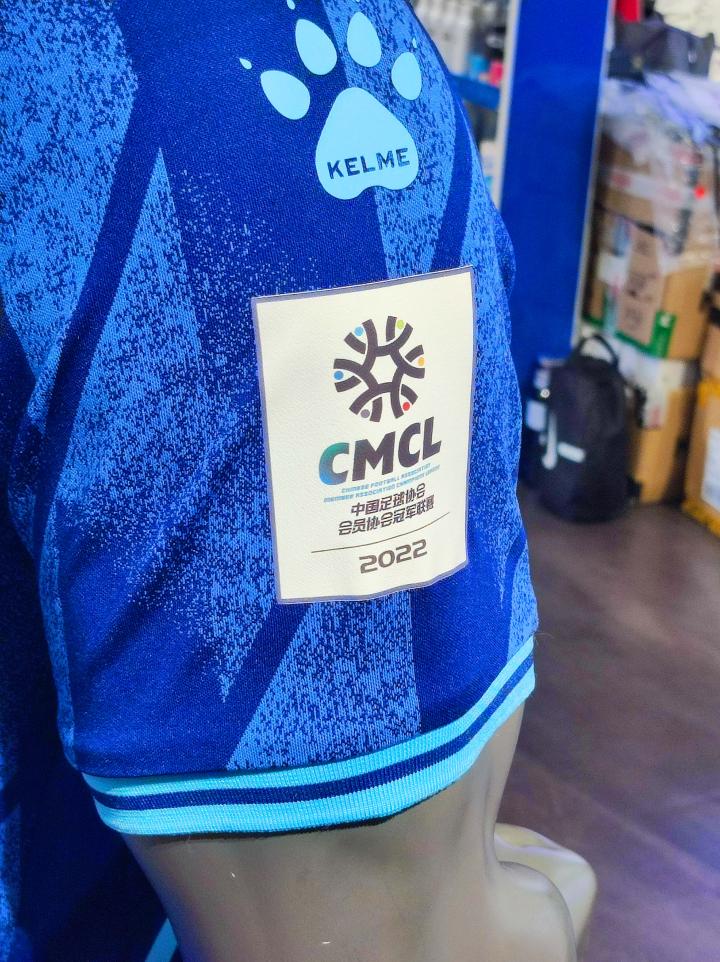 KELME
CMCL
CHINESE FOOTBALL ASSOCIATION
MEMBER ASSOCIATION CHAMPIONS LEAGUE
中国足球协会
会员协会冠军联赛
2022